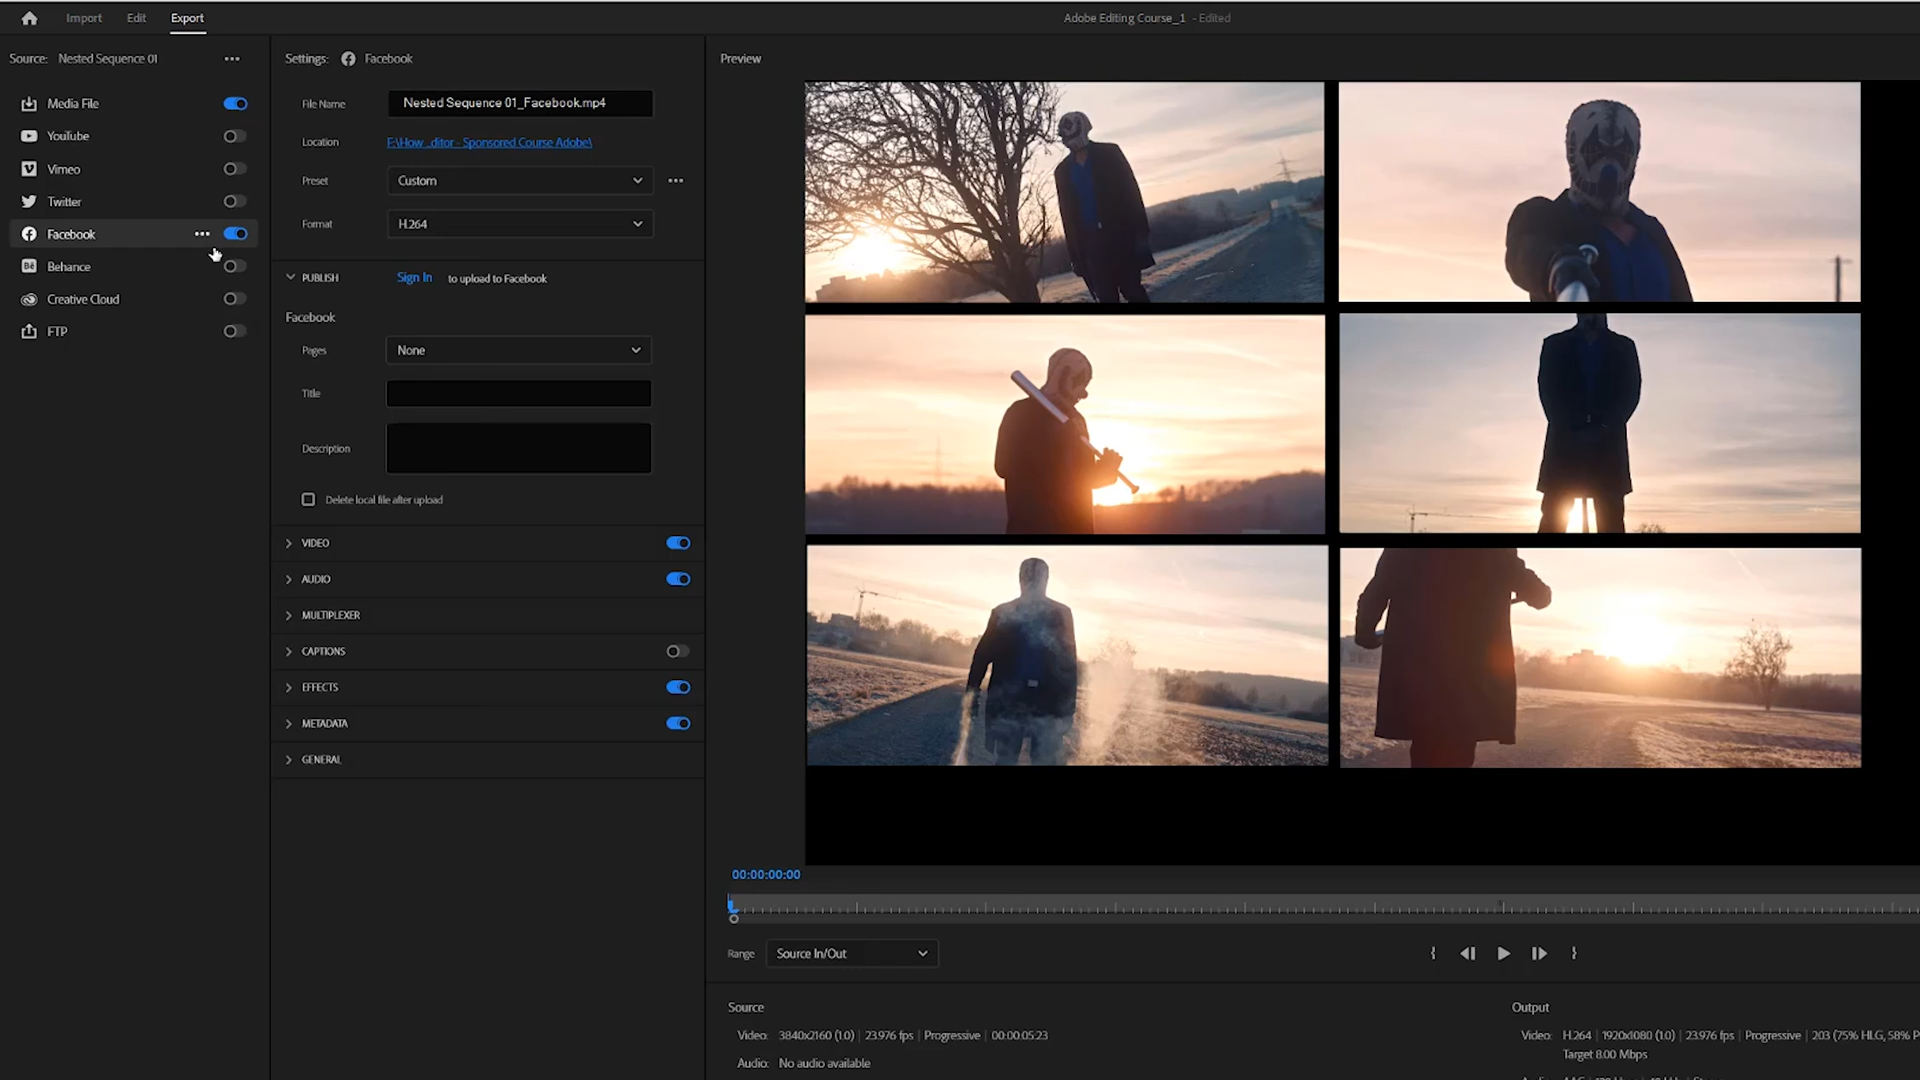 Import Edit Export
Adobe Editing Course_1 - Edited
Source: Nested Sequence 01 ...
Media File
YouTube
Vimeo
Twitter
Facebook ...
Behance
Creative Cloud
FTP
Settings: Facebook
File Name Nested Sequence 01_Facebook.mp4
Location F:\How ..ditor - Sponsored Course Adobe\
Preset Custom ...
Format H.264
PUBLISH Sign In to upload to Facebook
Facebook
Pages None
Title
Description
Delete local file after upload
VIDEO
AUDIO
MULTIPLEXER
CAPTIONS
EFFECTS
METADATA
GENERAL
Preview
00:00:00:00
Range Source In/Out
Source
Video: 3840x2160 (1.0) | 23.976 fps | Progressive | 00:00:05:23
Audio: No audio available
Output
Video: H.264 | 1920x1080 (1.0) | 23.976 fps | Progressive | 203 (75% HLG, 58% P
Target 8.00 Mbps